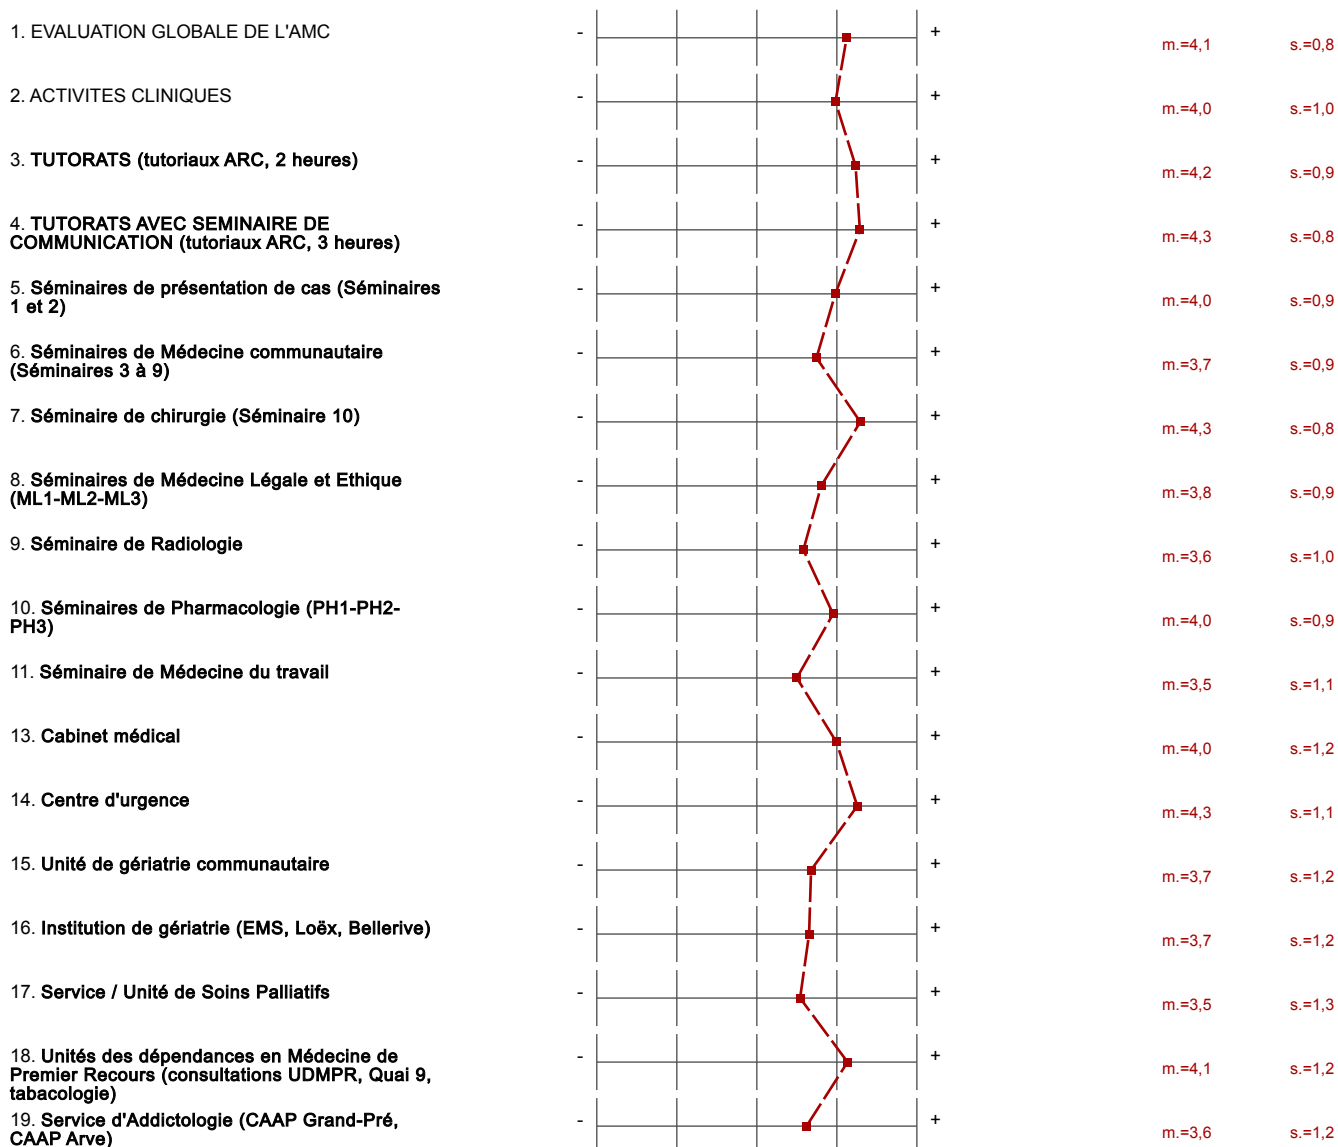 1. EVALUATION GLOBALE DE L'AMC - + m.=4,1 s.=0,8
2. ACTIVITES CLINIQUES - + m.=4,0 s.=1,0
3. TUTORATS (tutoriaux ARC, 2 heures) - + m.=4,2 s.=0,9
4. TUTORATS AVEC SEMINAIRE DE - + m.=4,3 s.=0,8
COMMUNICATION (tutoriaux ARC, 3 heures)
5. Séminaires de présentation de cas (Séminaires - + m.=4,0 s.=0,9
1 et 2)
6. Séminaires de Médecine communautaire - + m.=3,7 s.=0,9
(Séminaires 3 à 9)
7. Séminaire de chirurgie (Séminaire 10) - + m.=4,3 s.=0,8
8. Séminaires de Médecine Légale et Ethique - + m.=3,8 s.=0,9
(ML1-ML2-ML3)
9. Séminaire de Radiologie - + m.=3,6 s.=1,0
10. Séminaires de Pharmacologie (PH1-PH2- - + m.=4,0 s.=0,9
PH3)
11. Séminaire de Médecine du travail - + m.=3,5 s.=1,1
13. Cabinet médical - + m.=4,0 s.=1,2
14. Centre d'urgence - + m.=4,3 s.=1,1
15. Unité de gériatrie communautaire - + m.=3,7 s.=1,2
16. Institution de gériatrie (EMS, Loëx, Bellerive) - + m.=3,7 s.=1,2
17. Service / Unité de Soins Palliatifs - + m.=3,5 s.=1,3
18. Unités des dépendances en Médecine de - + m.=4,1 s.=1,2
Premier Recours (consultations UDMPR, Quai 9,
tabacologie)
19. Service d'Addictologie (CAAP Grand-Pré, - + m.=3,6 s.=1,2
CAAP Arve)